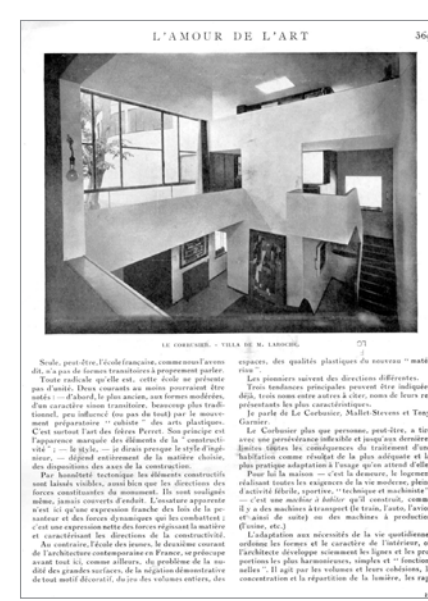 L'AMOUR DE L'ART
LE CORBUSIER. - VILLA DE M. LAROCHE.
Seule, peut-être, l'école française, comme nous l'avons
dit, n'a pas de formes transitoires à proprement parler.
Toute radicale qu'elle est, cette école ne présente
pas d'unité. Deux courants au moins pourraient être
notés : — d'abord, le plus ancien, aux formes modérées,
d'un caractère sinon transitoire, beaucoup plus tradi-
tionnel, peu influencé (ou pas du tout) par le mouve-
ment préparatoire " cubiste " des arts plastiques.
C'est surtout l'art des frères Perret. Son principe est
l'apparence marquée des éléments de la " constructi-
vité " ; — le style, — je dirais presque le style d'ingé-
nieur, — dépend entièrement de la matière choisie,
des dispositions des axes de la construction.
Par honnêteté tectonique les éléments constructifs
sont laissés visibles, aussi bien que les directions des
forces constituantes du monument. Ils sont soulignés
même, jamais couverts d'enduit. L'ossature apparente
n'est ici qu'une expression franche des lois de la pe-
santeur et des forces dynamiques qui les combattent ;
c'est une expression nette des forces régissant la matière
et caractérisant les directions de la constructivité.
Au contraire, l'école des jeunes, le deuxième courant
de l'architecture contemporaine en France, se préoccupe
avant tout ici, comme ailleurs, du problème de la nu-
dité des grandes surfaces, de la négation démonstrative
de tout motif décoratif, du jeu des volumes entiers, des
espaces, des qualités plastiques du nouveau " maté
riau ".
Les pionniers suivent des directions différentes.
Trois tendances principales peuvent être indiquée
déjà, trois noms entre autres à citer, noms de leurs re
présentants les plus caractéristiques.
Je parle de Le Corbusier, Mallet-Stevens et Tony
Garnier.
Le Corbusier plus que personne, peut-être, a tir
avec une persévérance inflexible et jusqu'aux dernière
limites toutes les conséquences du traitement d'un
habitation comme résultat de la plus adéquate et l
plus pratique adaptation à l'usage qu'on attend d'elle
Pour lui la maison — c'est la demeure, le logemen
réalisant toutes les exigences de la vie moderne, plein
d'activité fébrile, sportive, " technique et machiniste "
— c'est une machine à habiter qu'il construit, comm
il y a des machines à transport (le train, l'auto, l'avion
et ainsi de suite) ou des machines à productio
(l'usine, etc.)
L'adaptation aux nécessités de la vie quotidienn
ordonne les formes et le caractère de l'intérieur, o
l'architecte développe sciemment les lignes et les pro
portions les plus harmonieuses, simples et " fonction
nelles ". Il agit par les volumes et leurs cohésions, l
concentration et la répartition de la lumière, les rap